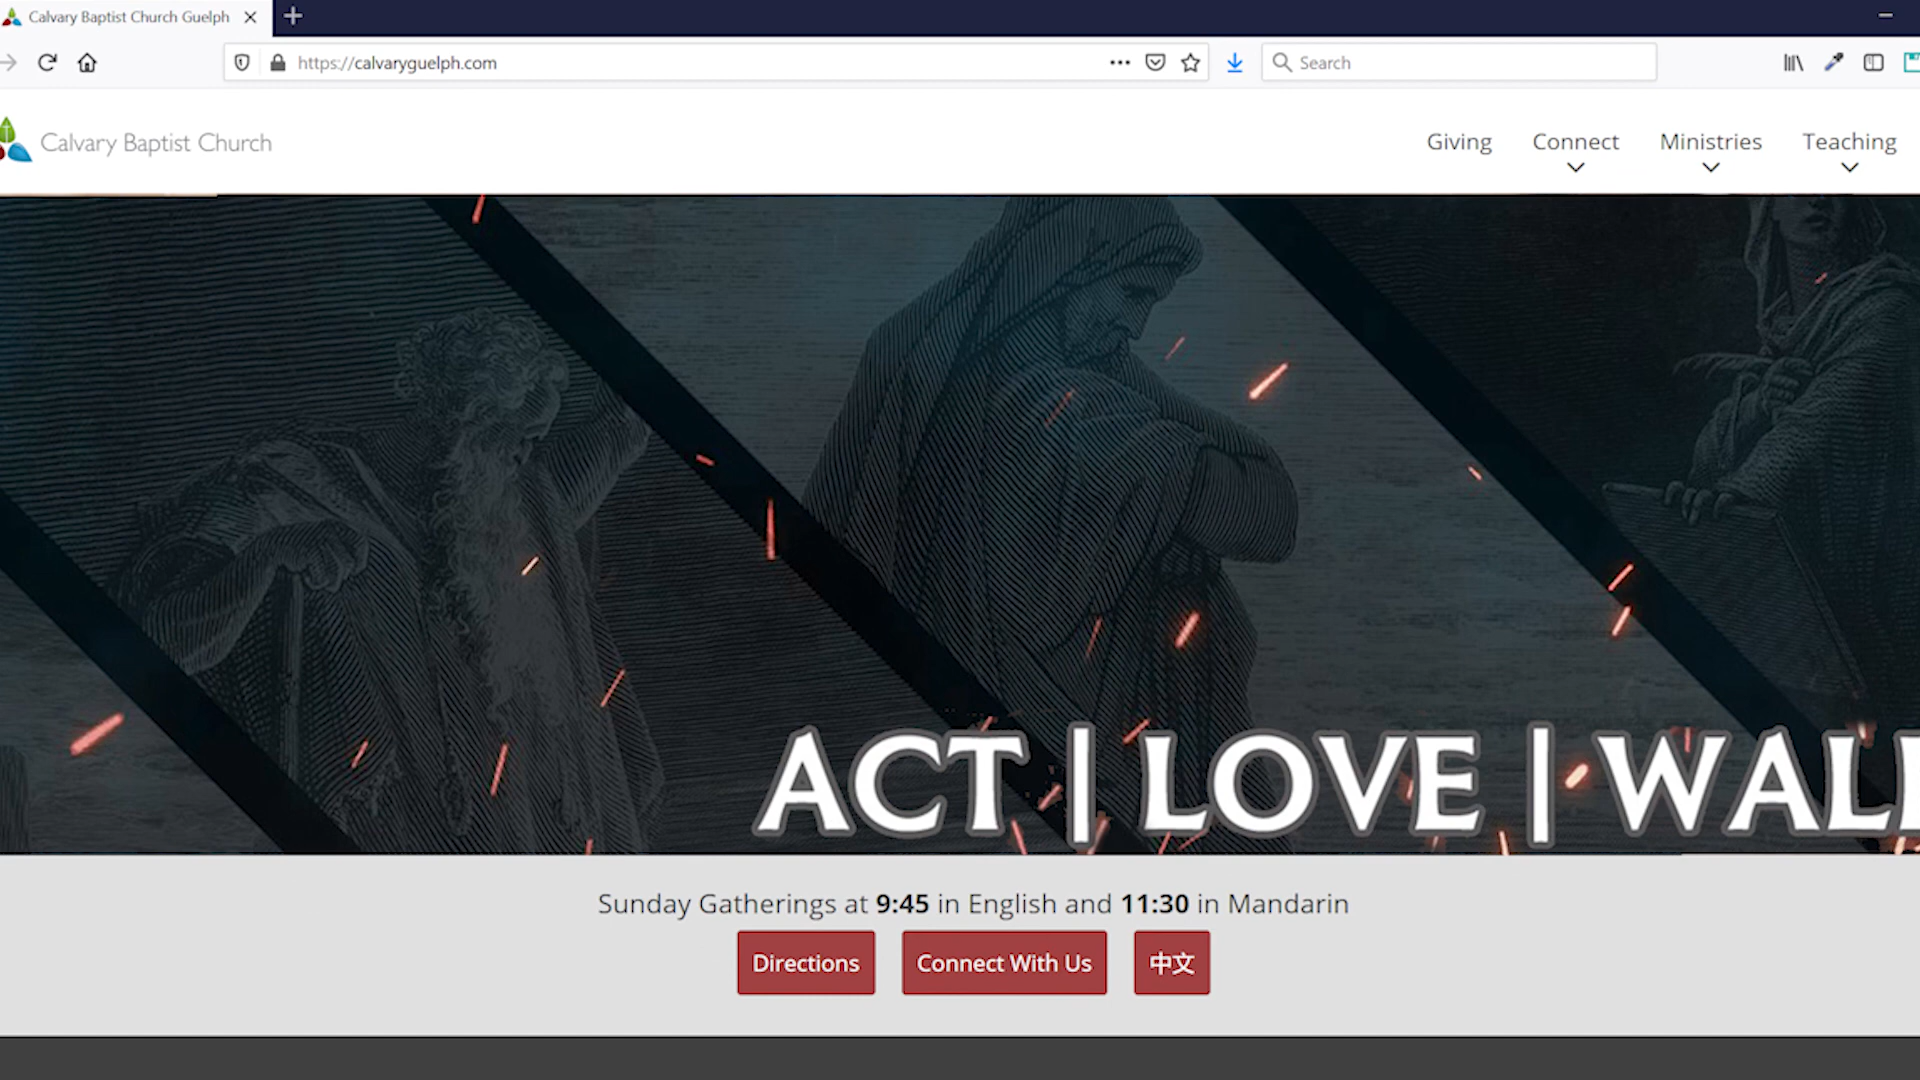 Calvary Baptist Church Guelph
https://calvaryguelph.com
Search
Calvary Baptist Church
Giving Connect Ministries Teaching
ACT | LOVE | WAL
Sunday Gatherings at 9:45 in English and 11:30 in Mandarin
Directions Connect With Us 中文